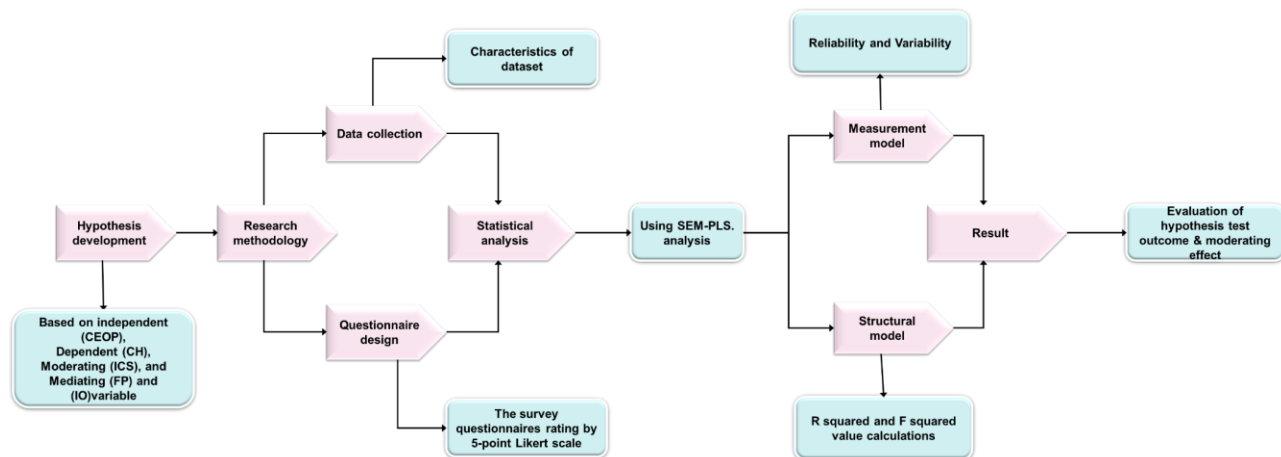 Hypothesis
development
Based on independent
(CEOP),
Dependent (CH),
Moderating (ICS), and
Mediating (FP) and
(IO)variable
Research
methodology
Data collection
Characteristics of
dataset
Questionnaire
design
The survey
questionnaires rating by
5-point Likert scale
Statistical
analysis
Using SEM-PLS.
analysis
Measurement
model
Reliability and Variability
Structural
model
R squared and F squared
value calculations
Result
Evaluation of
hypothesis test
outcome & moderating
effect